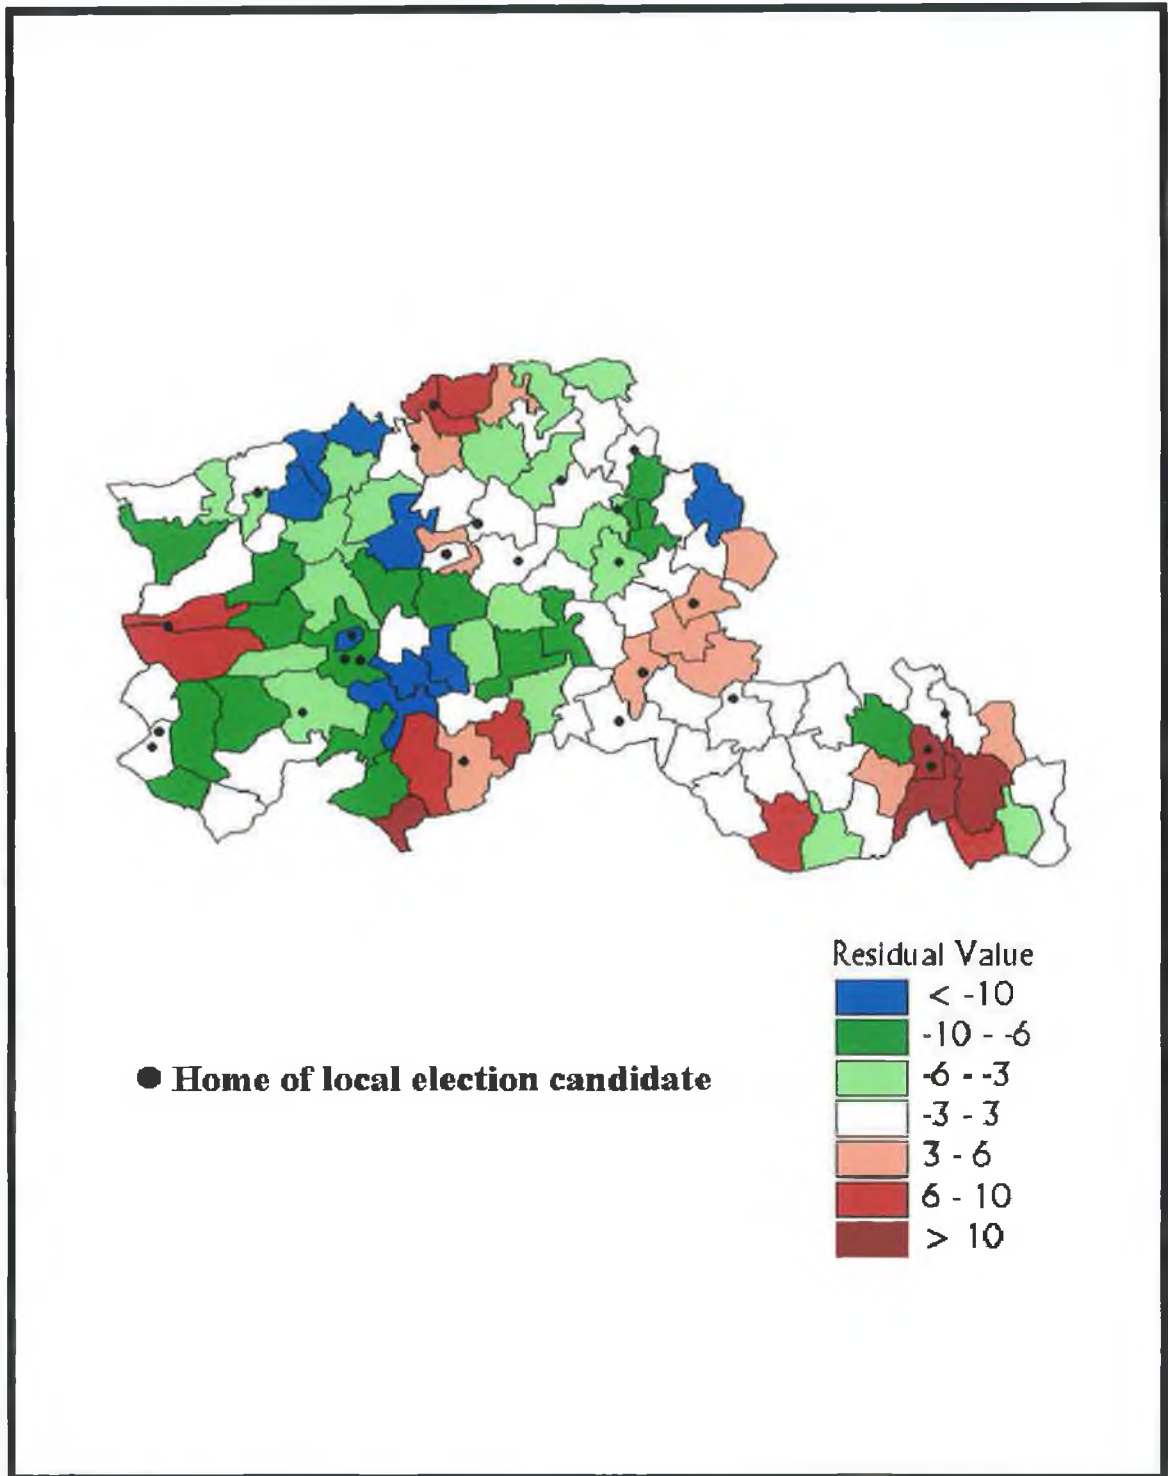 Residual Value
< -10
-10 - -6
-6 - -3
-3 - 3
3 - 6
6 - 10
> 10
● Home of local election candidate